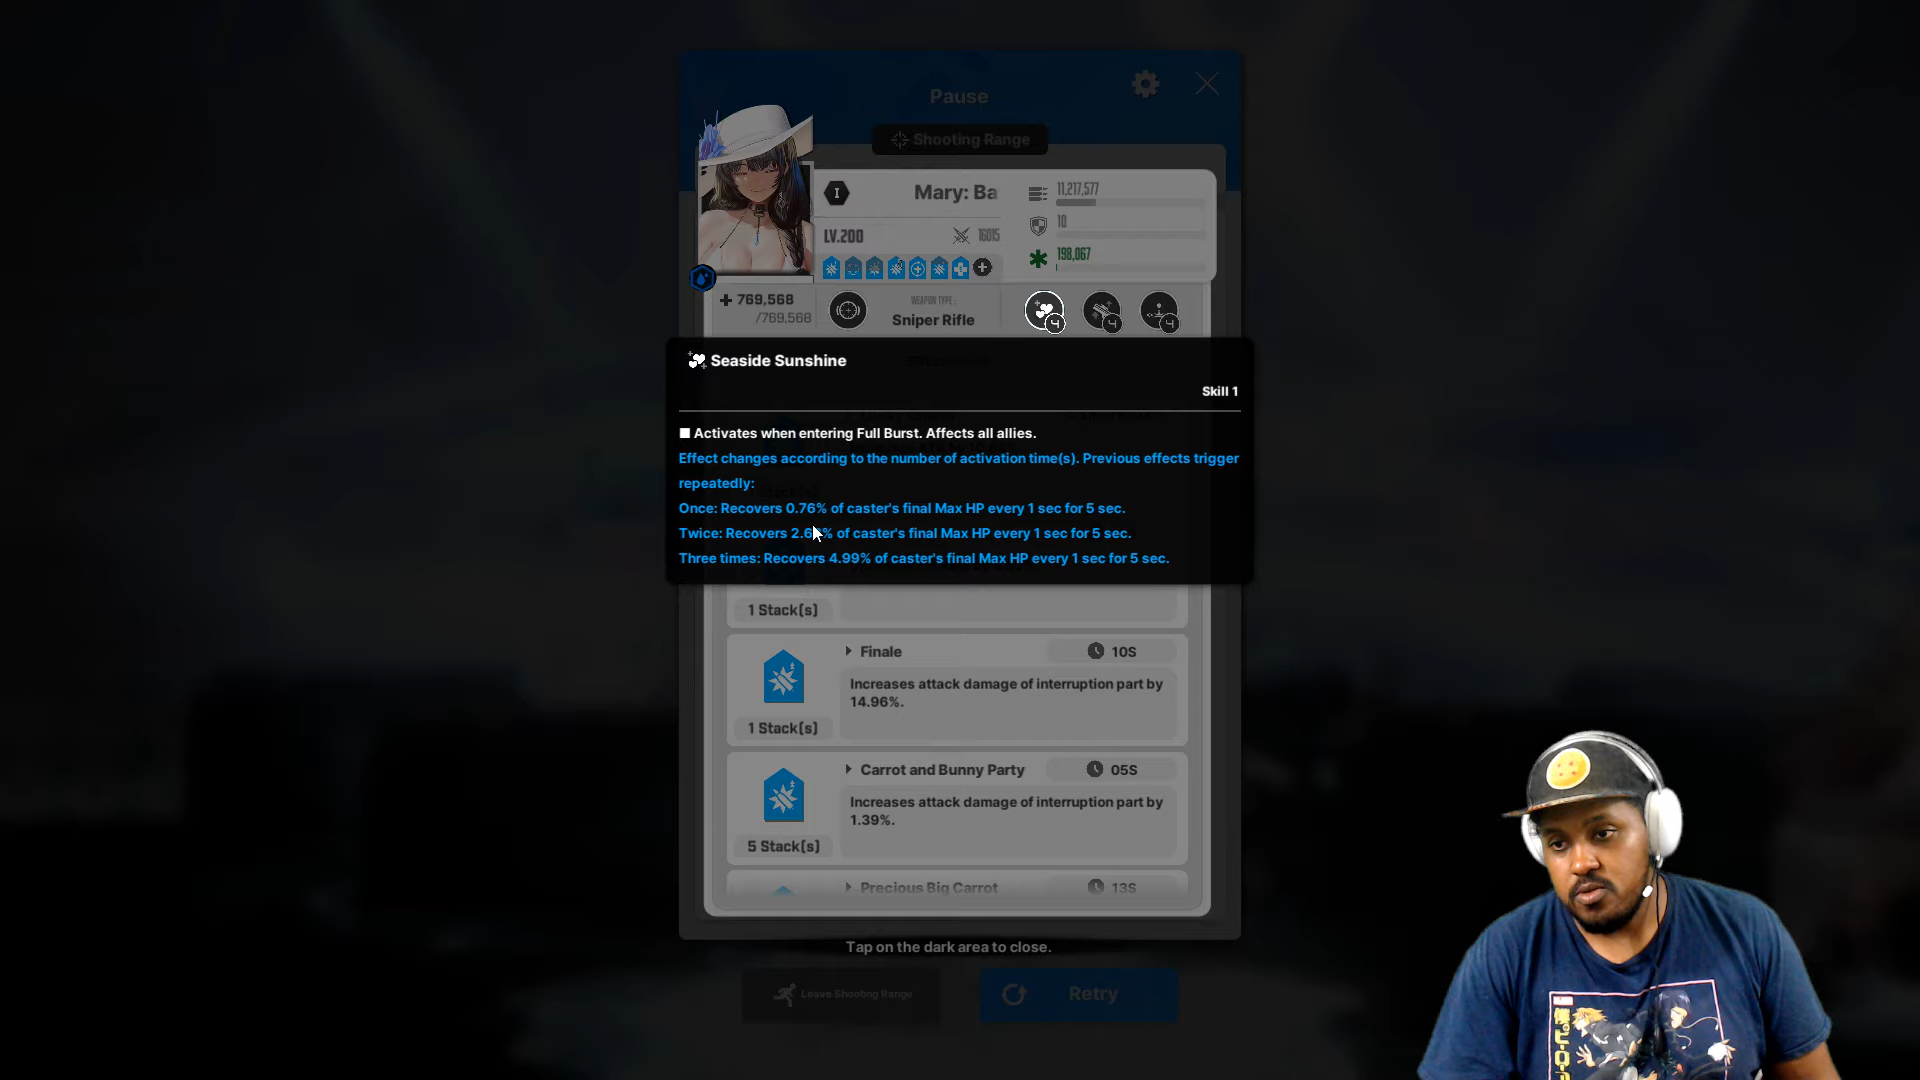 Pause
Shooting Range
I
Mary: Ba
11,217,577
10
LV.200
16015
198,067
+ 769,568
/769,568
WEAPON TYPE :
Sniper Rifle
4
4
4
Seaside Sunshine
Skill 1
■ Activates when entering Full Burst. Affects all allies.
Effect changes according to the number of activation time(s). Previous effects trigger
repeatedly:
Once: Recovers 0.76% of caster's final Max HP every 1 sec for 5 sec.
Twice: Recovers % of caster's final Max HP every 1 sec for 5 sec.
Three times: Recovers 4.99% of caster's final Max HP every 1 sec for 5 sec.
1 Stack(s)
Finale
10S
Increases attack damage of interruption part by
14.96%.
1 Stack(s)
Carrot and Bunny Party
05S
Increases attack damage of interruption part by
1.39%.
5 Stack(s)
Precious Big Carrot
13S
Tap on the dark area to close.
Leave Shooting Range
Retry